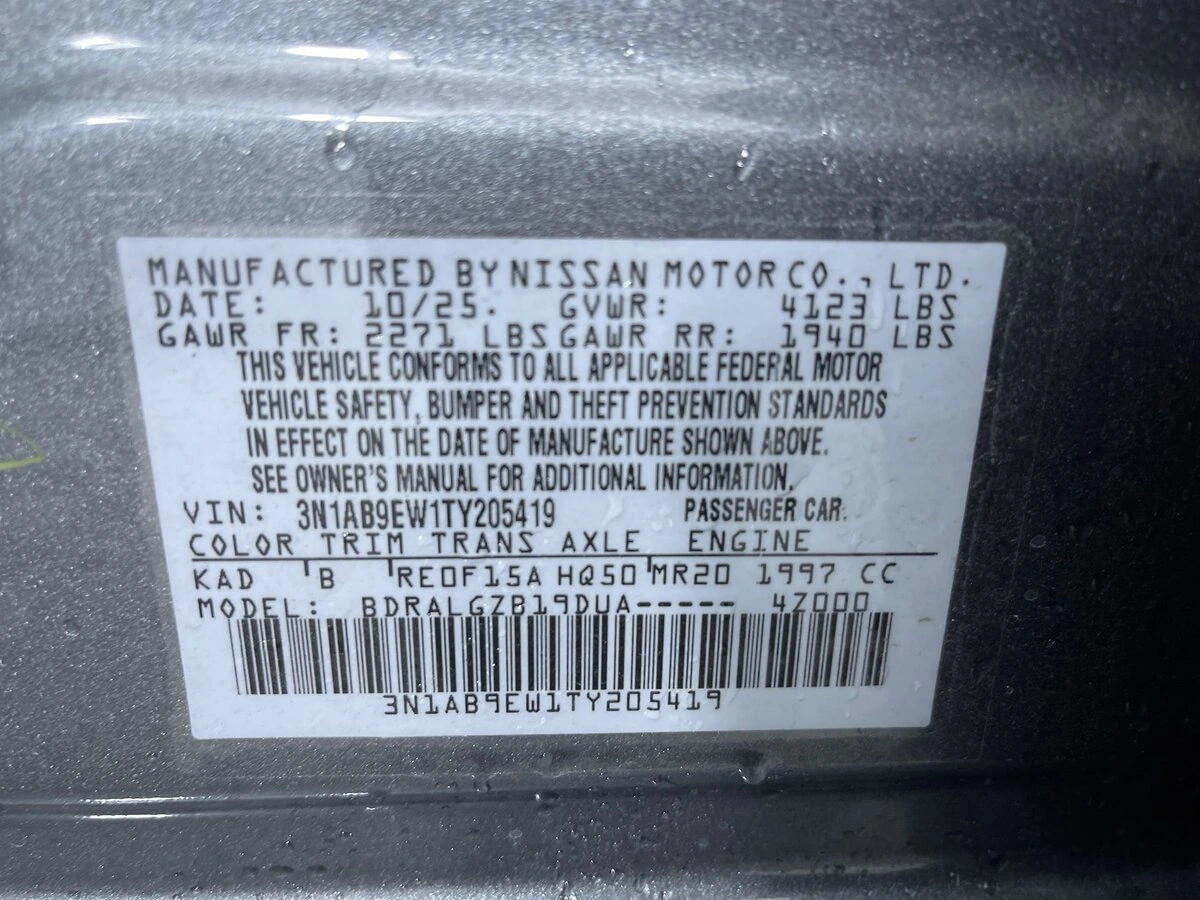 MANUFACTURED BY NISSAN MOTOR CO., LTD.
DATE: 10/25. GVWR: 4123 LBS
GAWR FR: 2271 LBS GAWR RR: 1940 LBS
THIS VEHICLE CONFORMS TO ALL APPLICABLE FEDERAL MOTOR
VEHICLE SAFETY, BUMPER AND THEFT PREVENTION STANDARDS
IN EFFECT ON THE DATE OF MANUFACTURE SHOWN ABOVE.
SEE OWNER'S MANUAL FOR ADDITIONAL INFORMATION.
VIN: 3N1AB9EW1TY205419 PASSENGER CAR.
COLOR TRIM TRANS AXLE ENGINE
KAD B RE0F15A HQ50 MR20 1997 CC
MODEL: BDRALGZB19DUA----- 4Z000
3N1AB9EW1TY205419